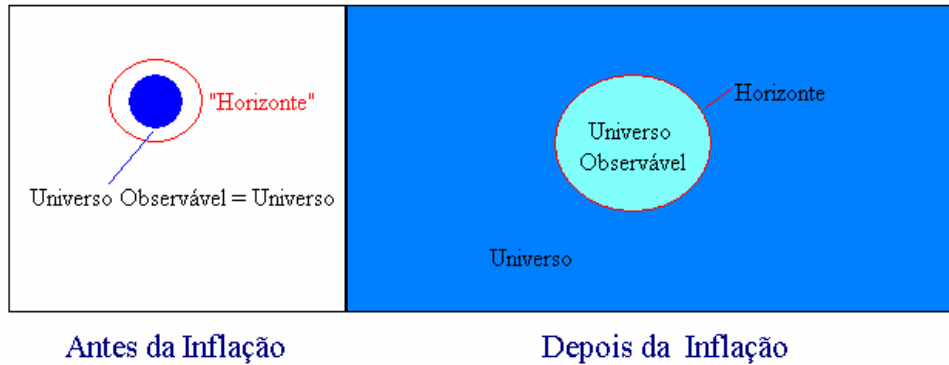 "Horizonte"
Universo Observável = Universo
Horizonte
Universo
Observável
Universo
Antes da Inflação
Depois da Inflação